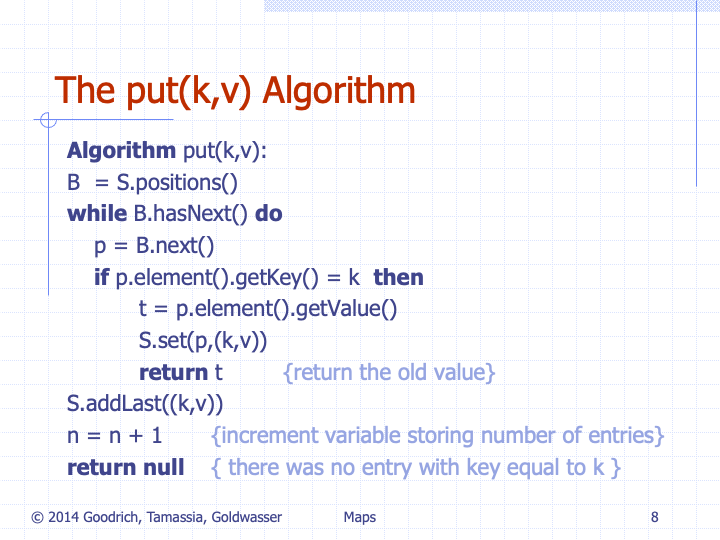 The put(k,v) Algorithm
Algorithm put(k,v):
B = S.positions()
while B.hasNext() do
p = B.next()
if p.element().getKey() = k then
t = p.element().getValue()
S.set(p,(k,v))
return t {return the old value}
S.addLast((k,v))
n = n + 1 {increment variable storing number of entries}
return null { there was no entry with key equal to k }
© 2014 Goodrich, Tamassia, Goldwasser Maps 8